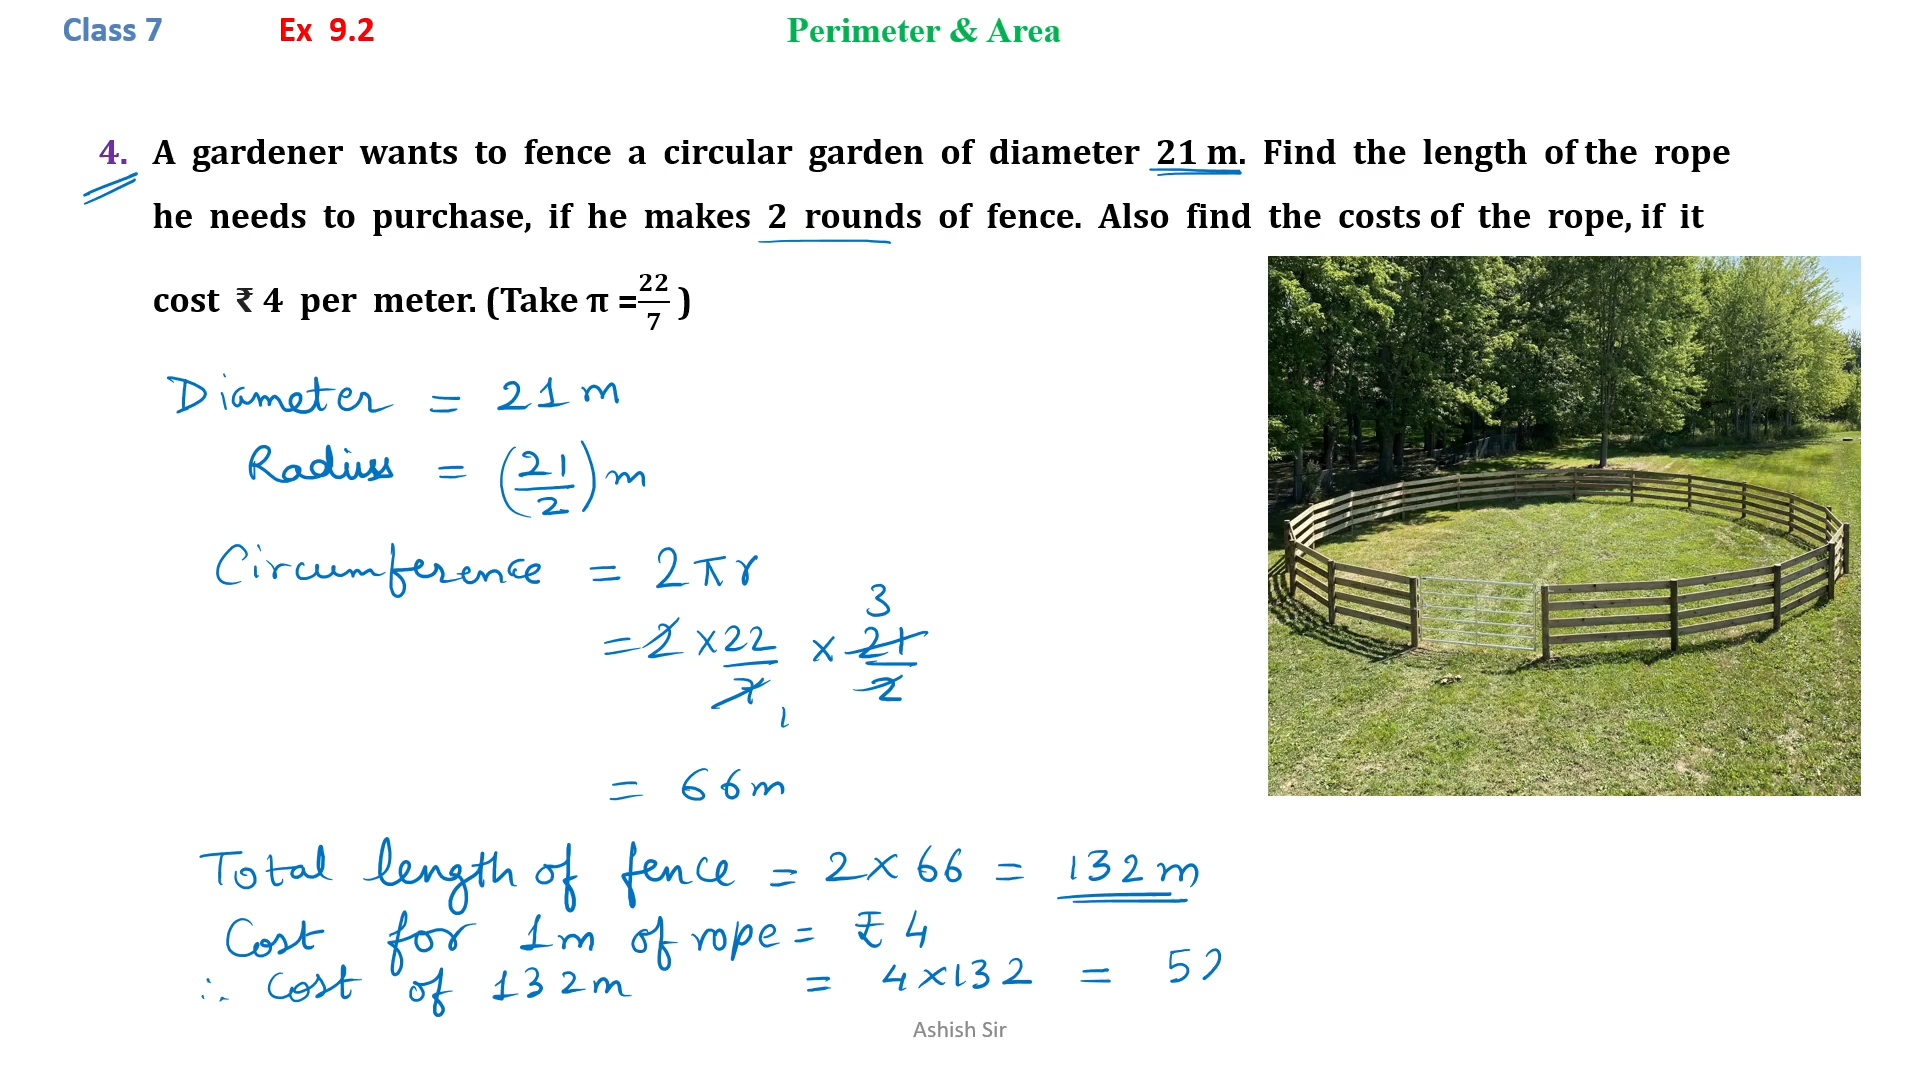 Class 7 Ex 9.2 Perimeter & Area
4. A gardener wants to fence a circular garden of diameter 21 m. Find the length of the rope
he needs to purchase, if he makes 2 rounds of fence. Also find the costs of the rope, if it
cost ₹ 4 per meter. (Take π =22/7 )
Diameter = 21 m
Radius = (21/2) m
Circumference = 2πr
= 2 × 22/7 1 × 3 21/2
= 66m
Total length of fence = 2 × 66 = 132 m
Cost for 1m of rope = ₹ 4
∴ Cost of 132m = 4 × 132 = 52
Ashish Sir